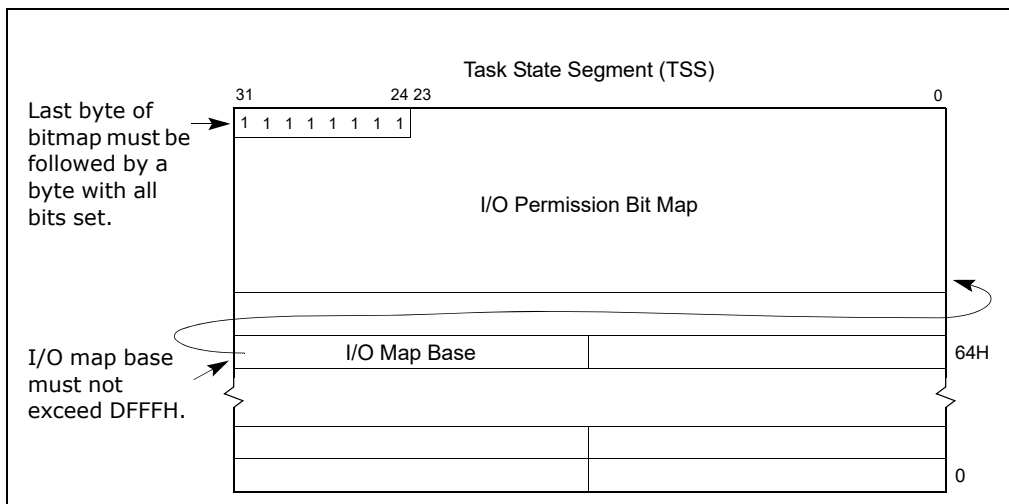 Task State Segment (TSS)
31 24 23 0
Last byte of
bitmap must be
followed by a
byte with all
bits set.
1 1 1 1 1 1 1 1
I/O Permission Bit Map
I/O map base
must not
exceed DFFFH.
I/O Map Base
64H
0